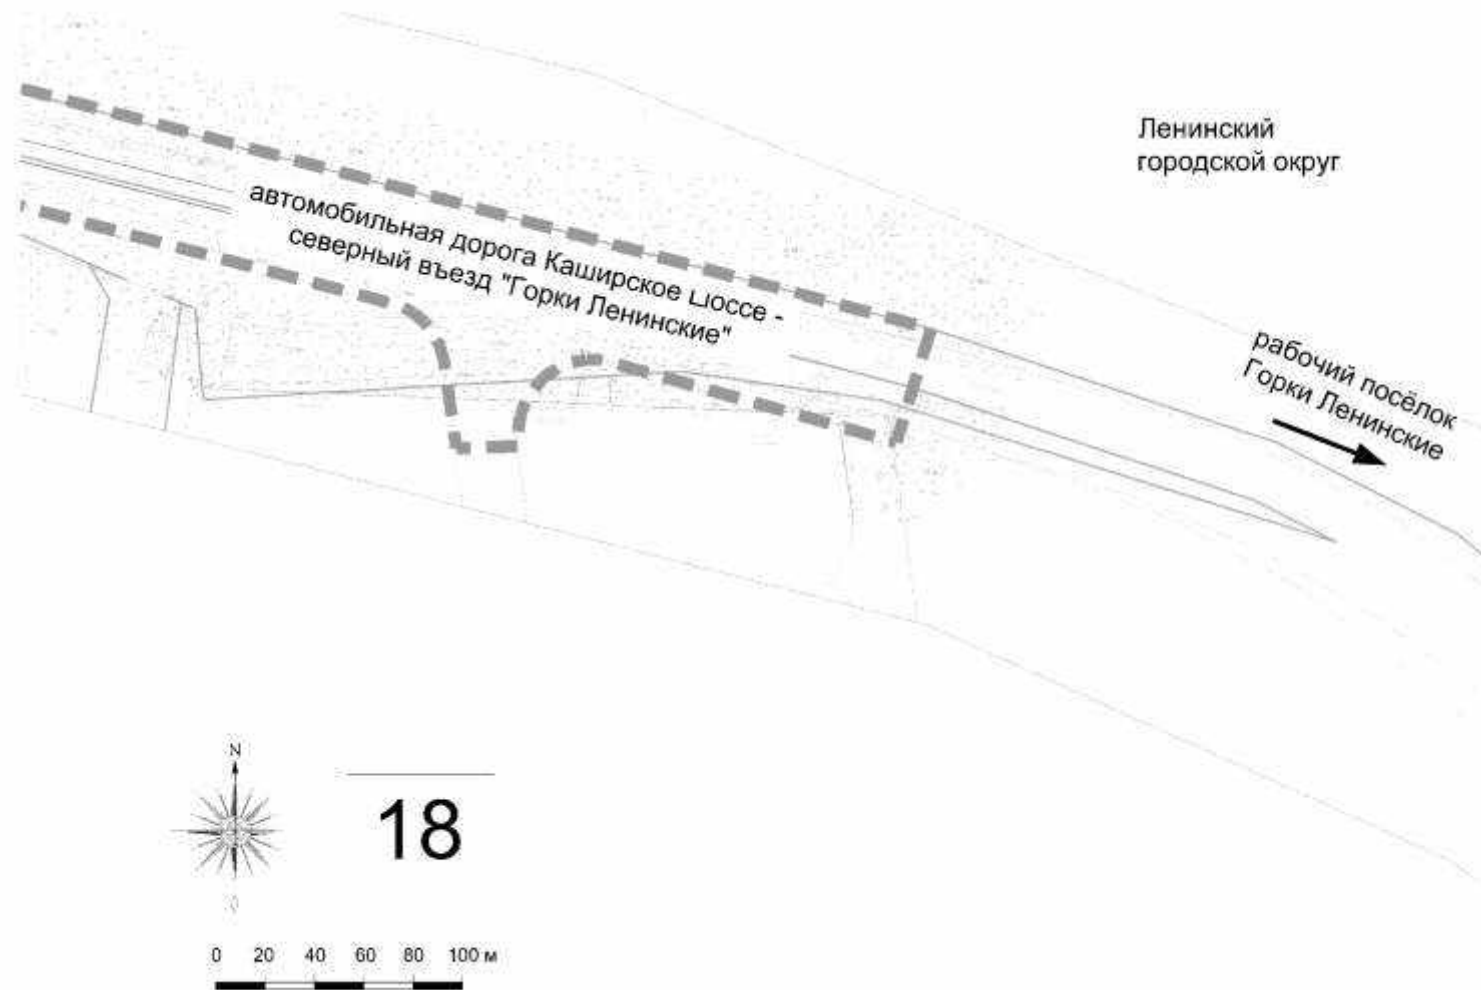 Ленинский
городской округ
автомобильная дорога Каширское шоссе -
северный въезд "Горки Ленинские"
рабочий посёлок
Горки Ленинские
N
18
0 20 40 60 80 100 м